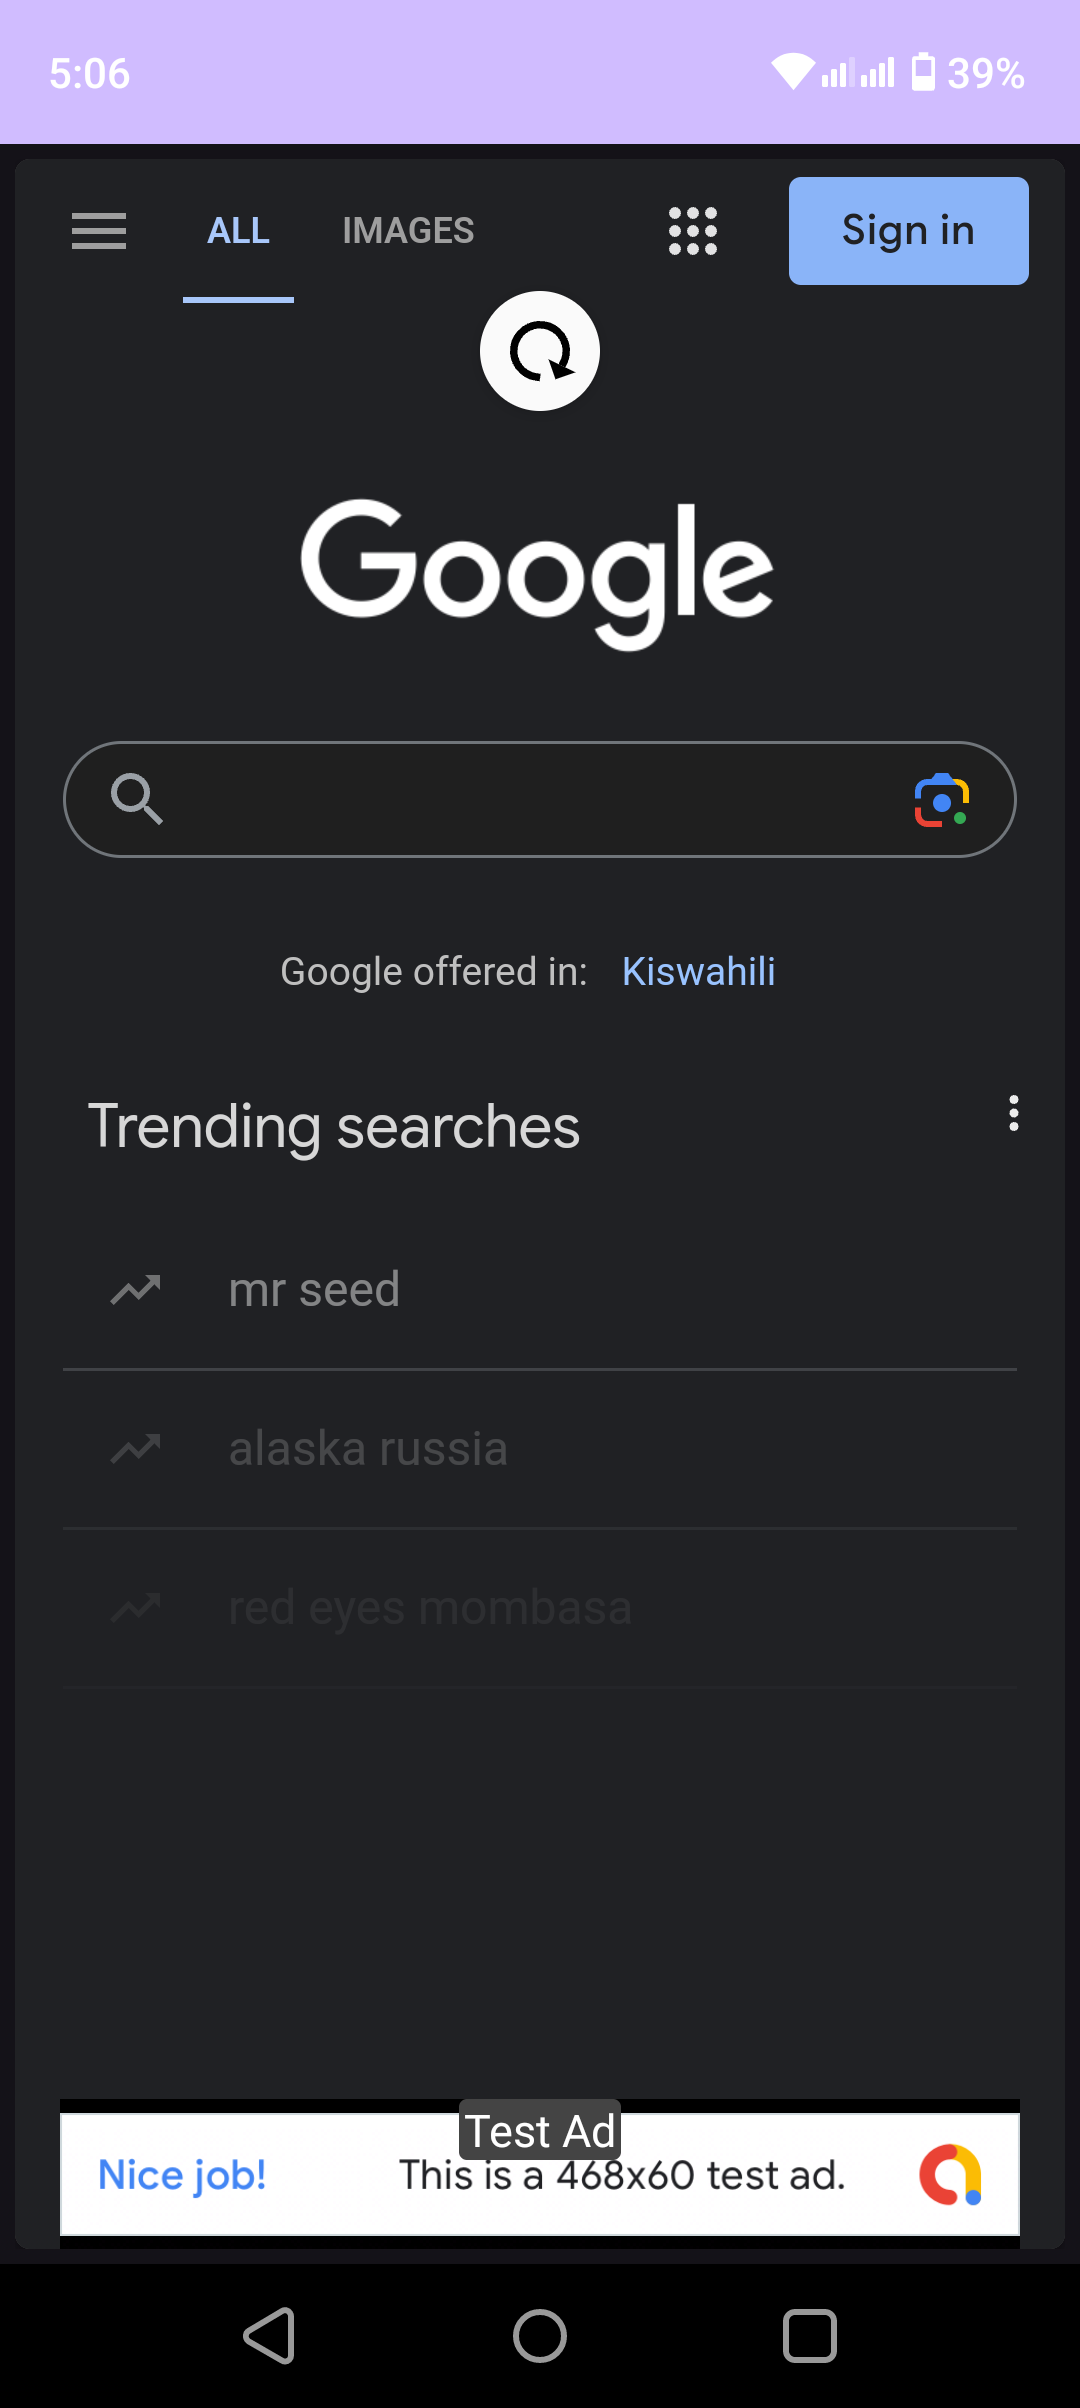 5:06
39%
ALL
IMAGES
Sign in
Google
Google offered in: Kiswahili
Trending searches
mr seed
alaska russia
red eyes mombasa
Test Ad
Nice job!
This is a 468x60 test ad.